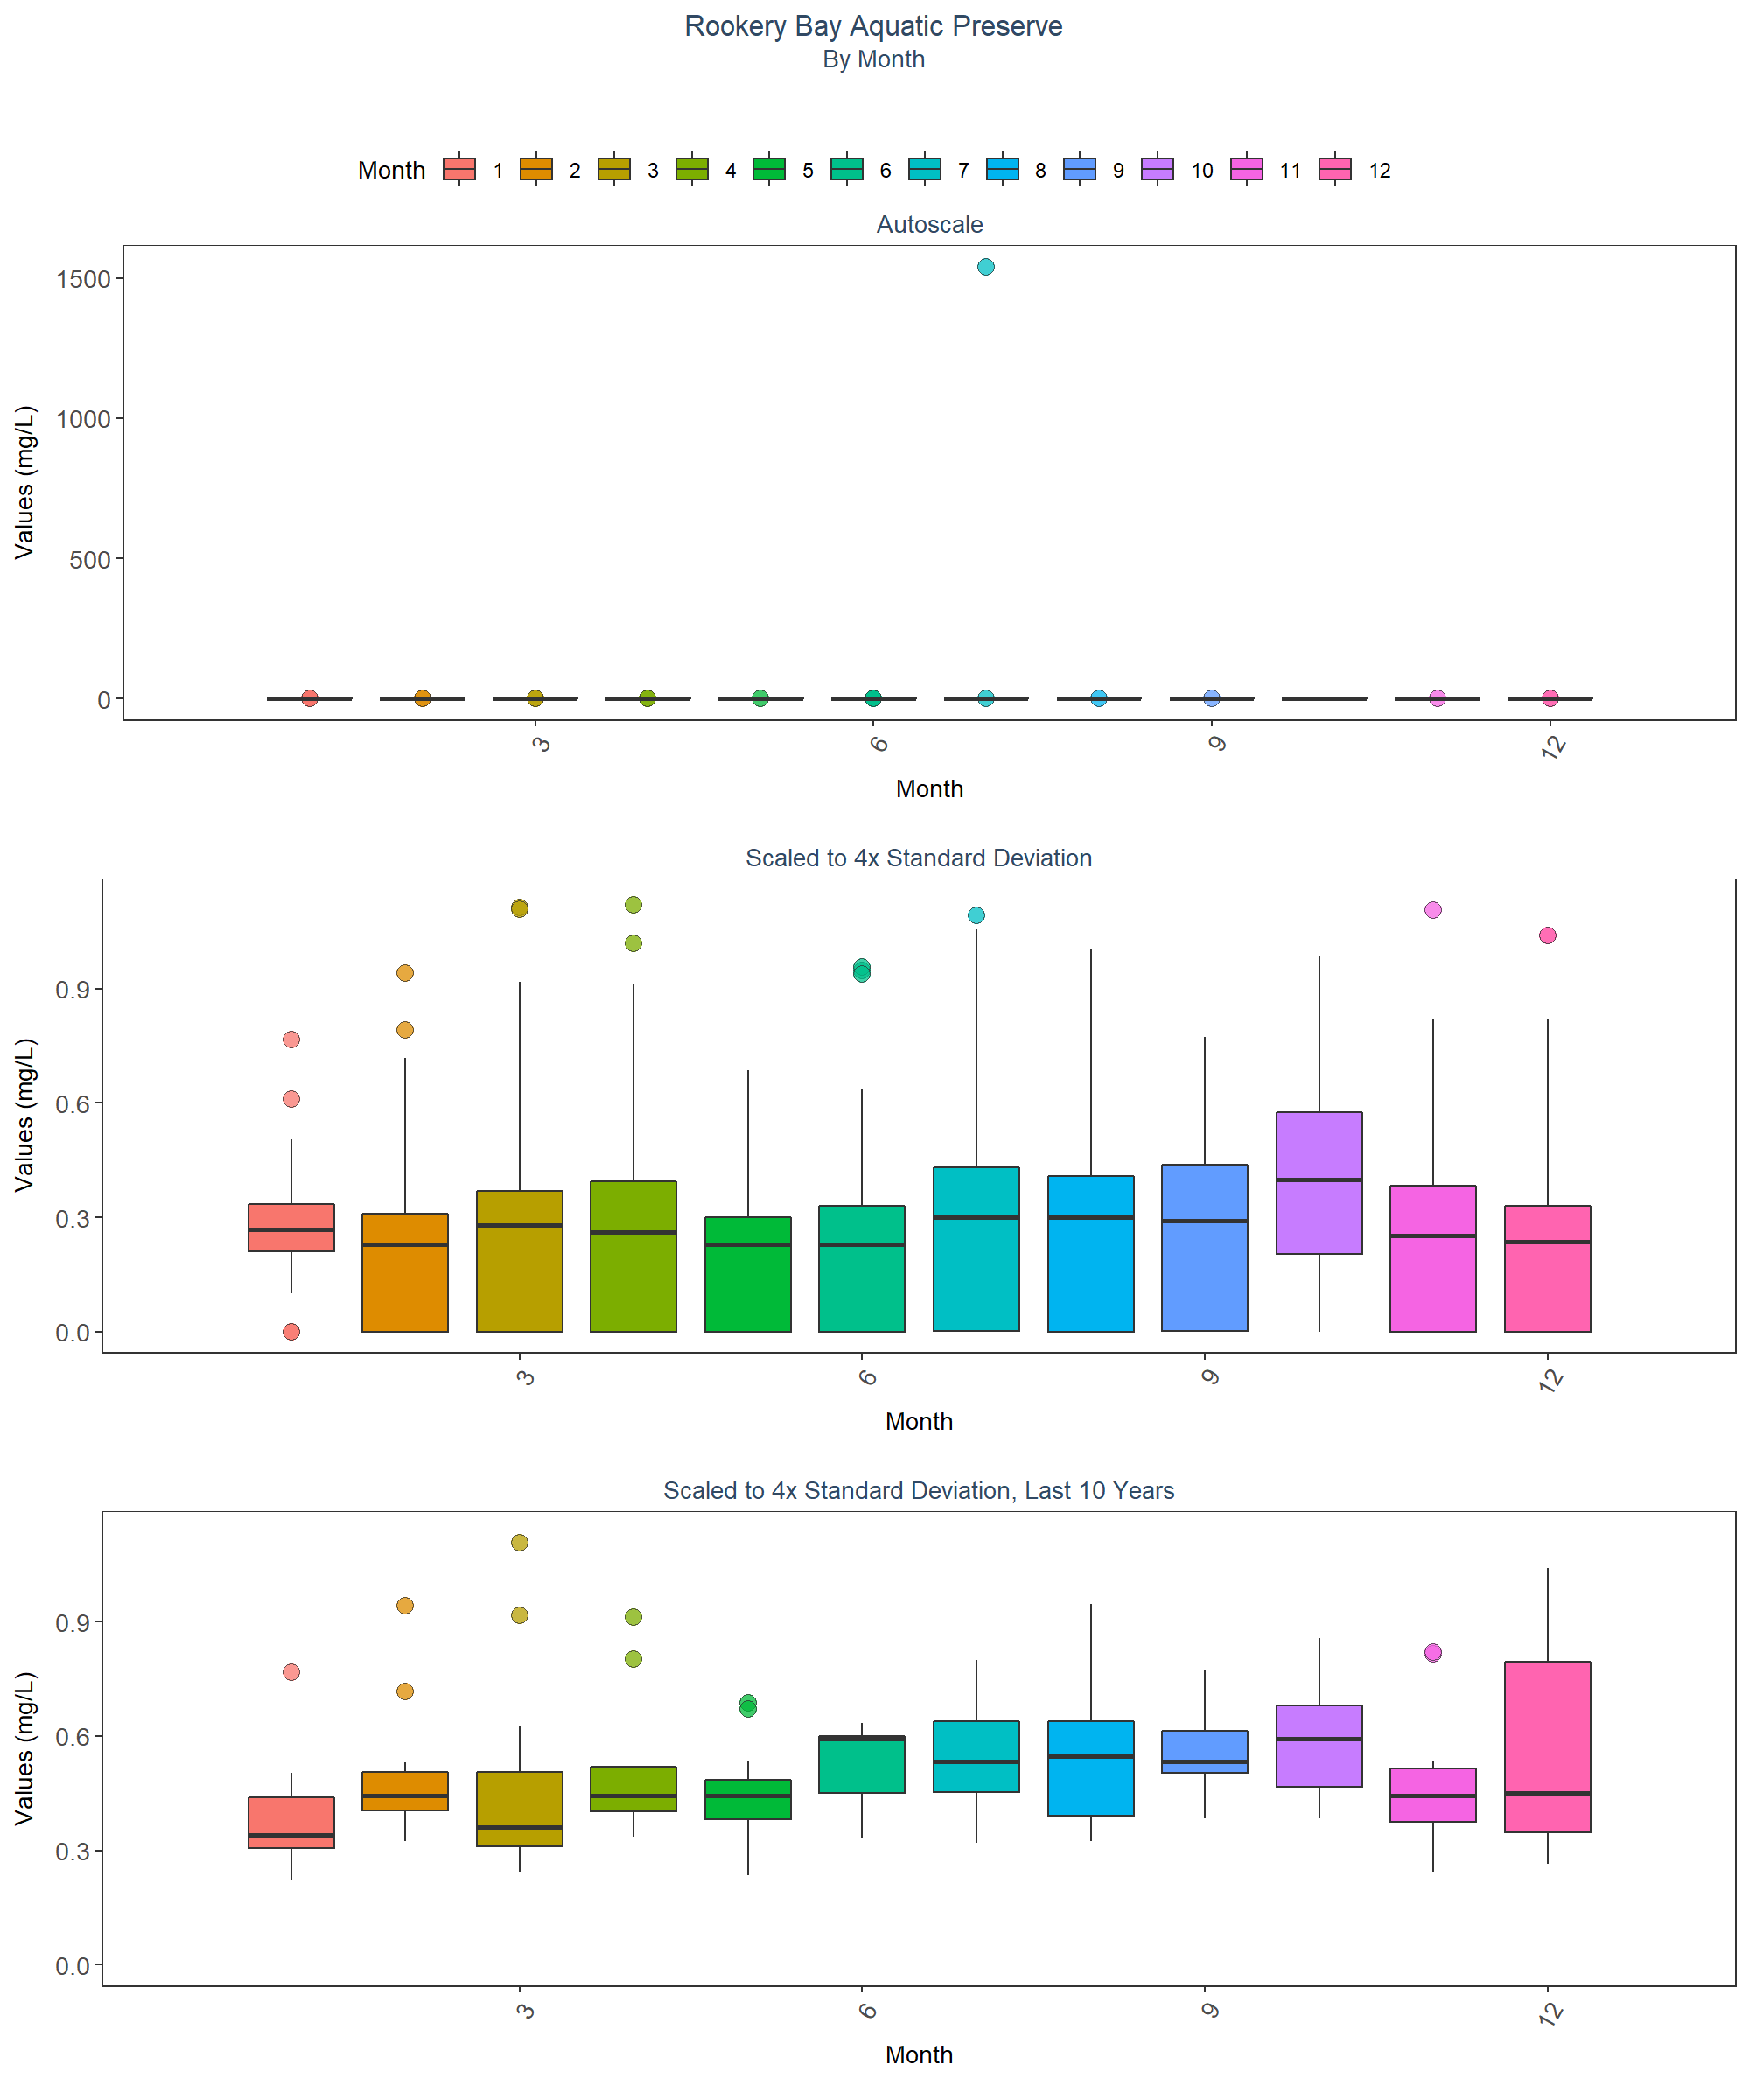 Rookery Bay Aquatic Preserve
By Month
Month 1 2 3 4 5 6 7 8 9 10 11 12
Autoscale
Values (mg/L)
1500
1000
500
0
3 6 9 12
Month
Scaled to 4x Standard Deviation
Values (mg/L)
0.9
0.6
0.3
0.0
3 6 9 12
Month
Scaled to 4x Standard Deviation, Last 10 Years
Values (mg/L)
0.9
0.6
0.3
0.0
3 6 9 12
Month